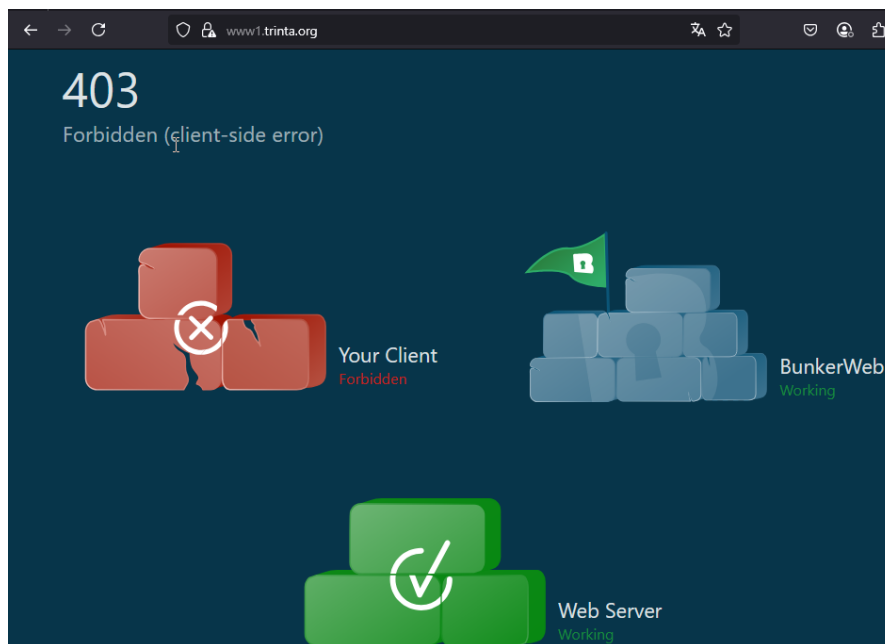 www1.trinta.org
403
Forbidden (client-side error)
B
Your Client
Forbidden
BunkerWeb
Working
Web Server
Working